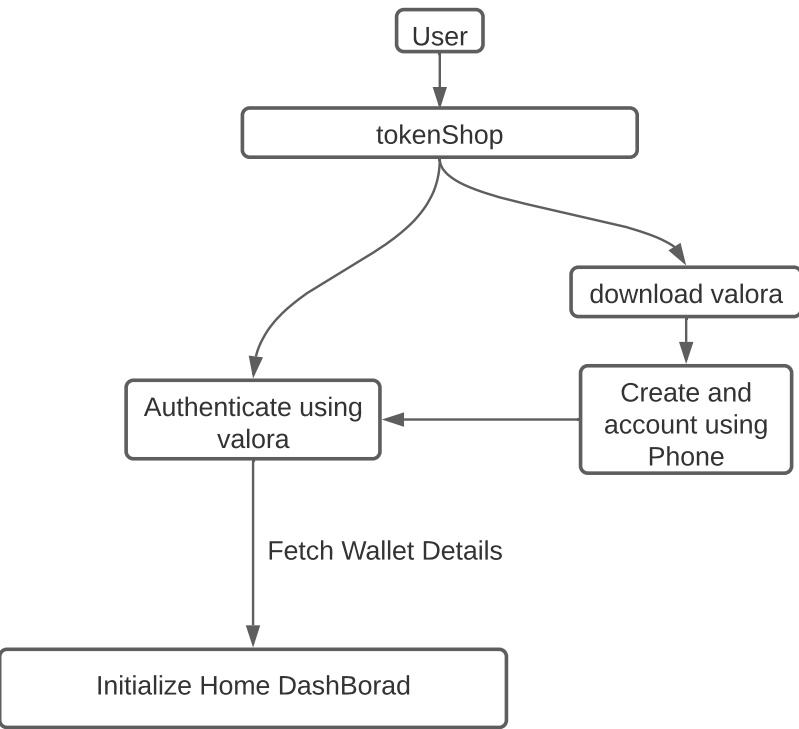 User
tokenShop
download valora
Create and
account using
Phone
Authenticate using
valora
Fetch Wallet Details
Initialize Home DashBorad